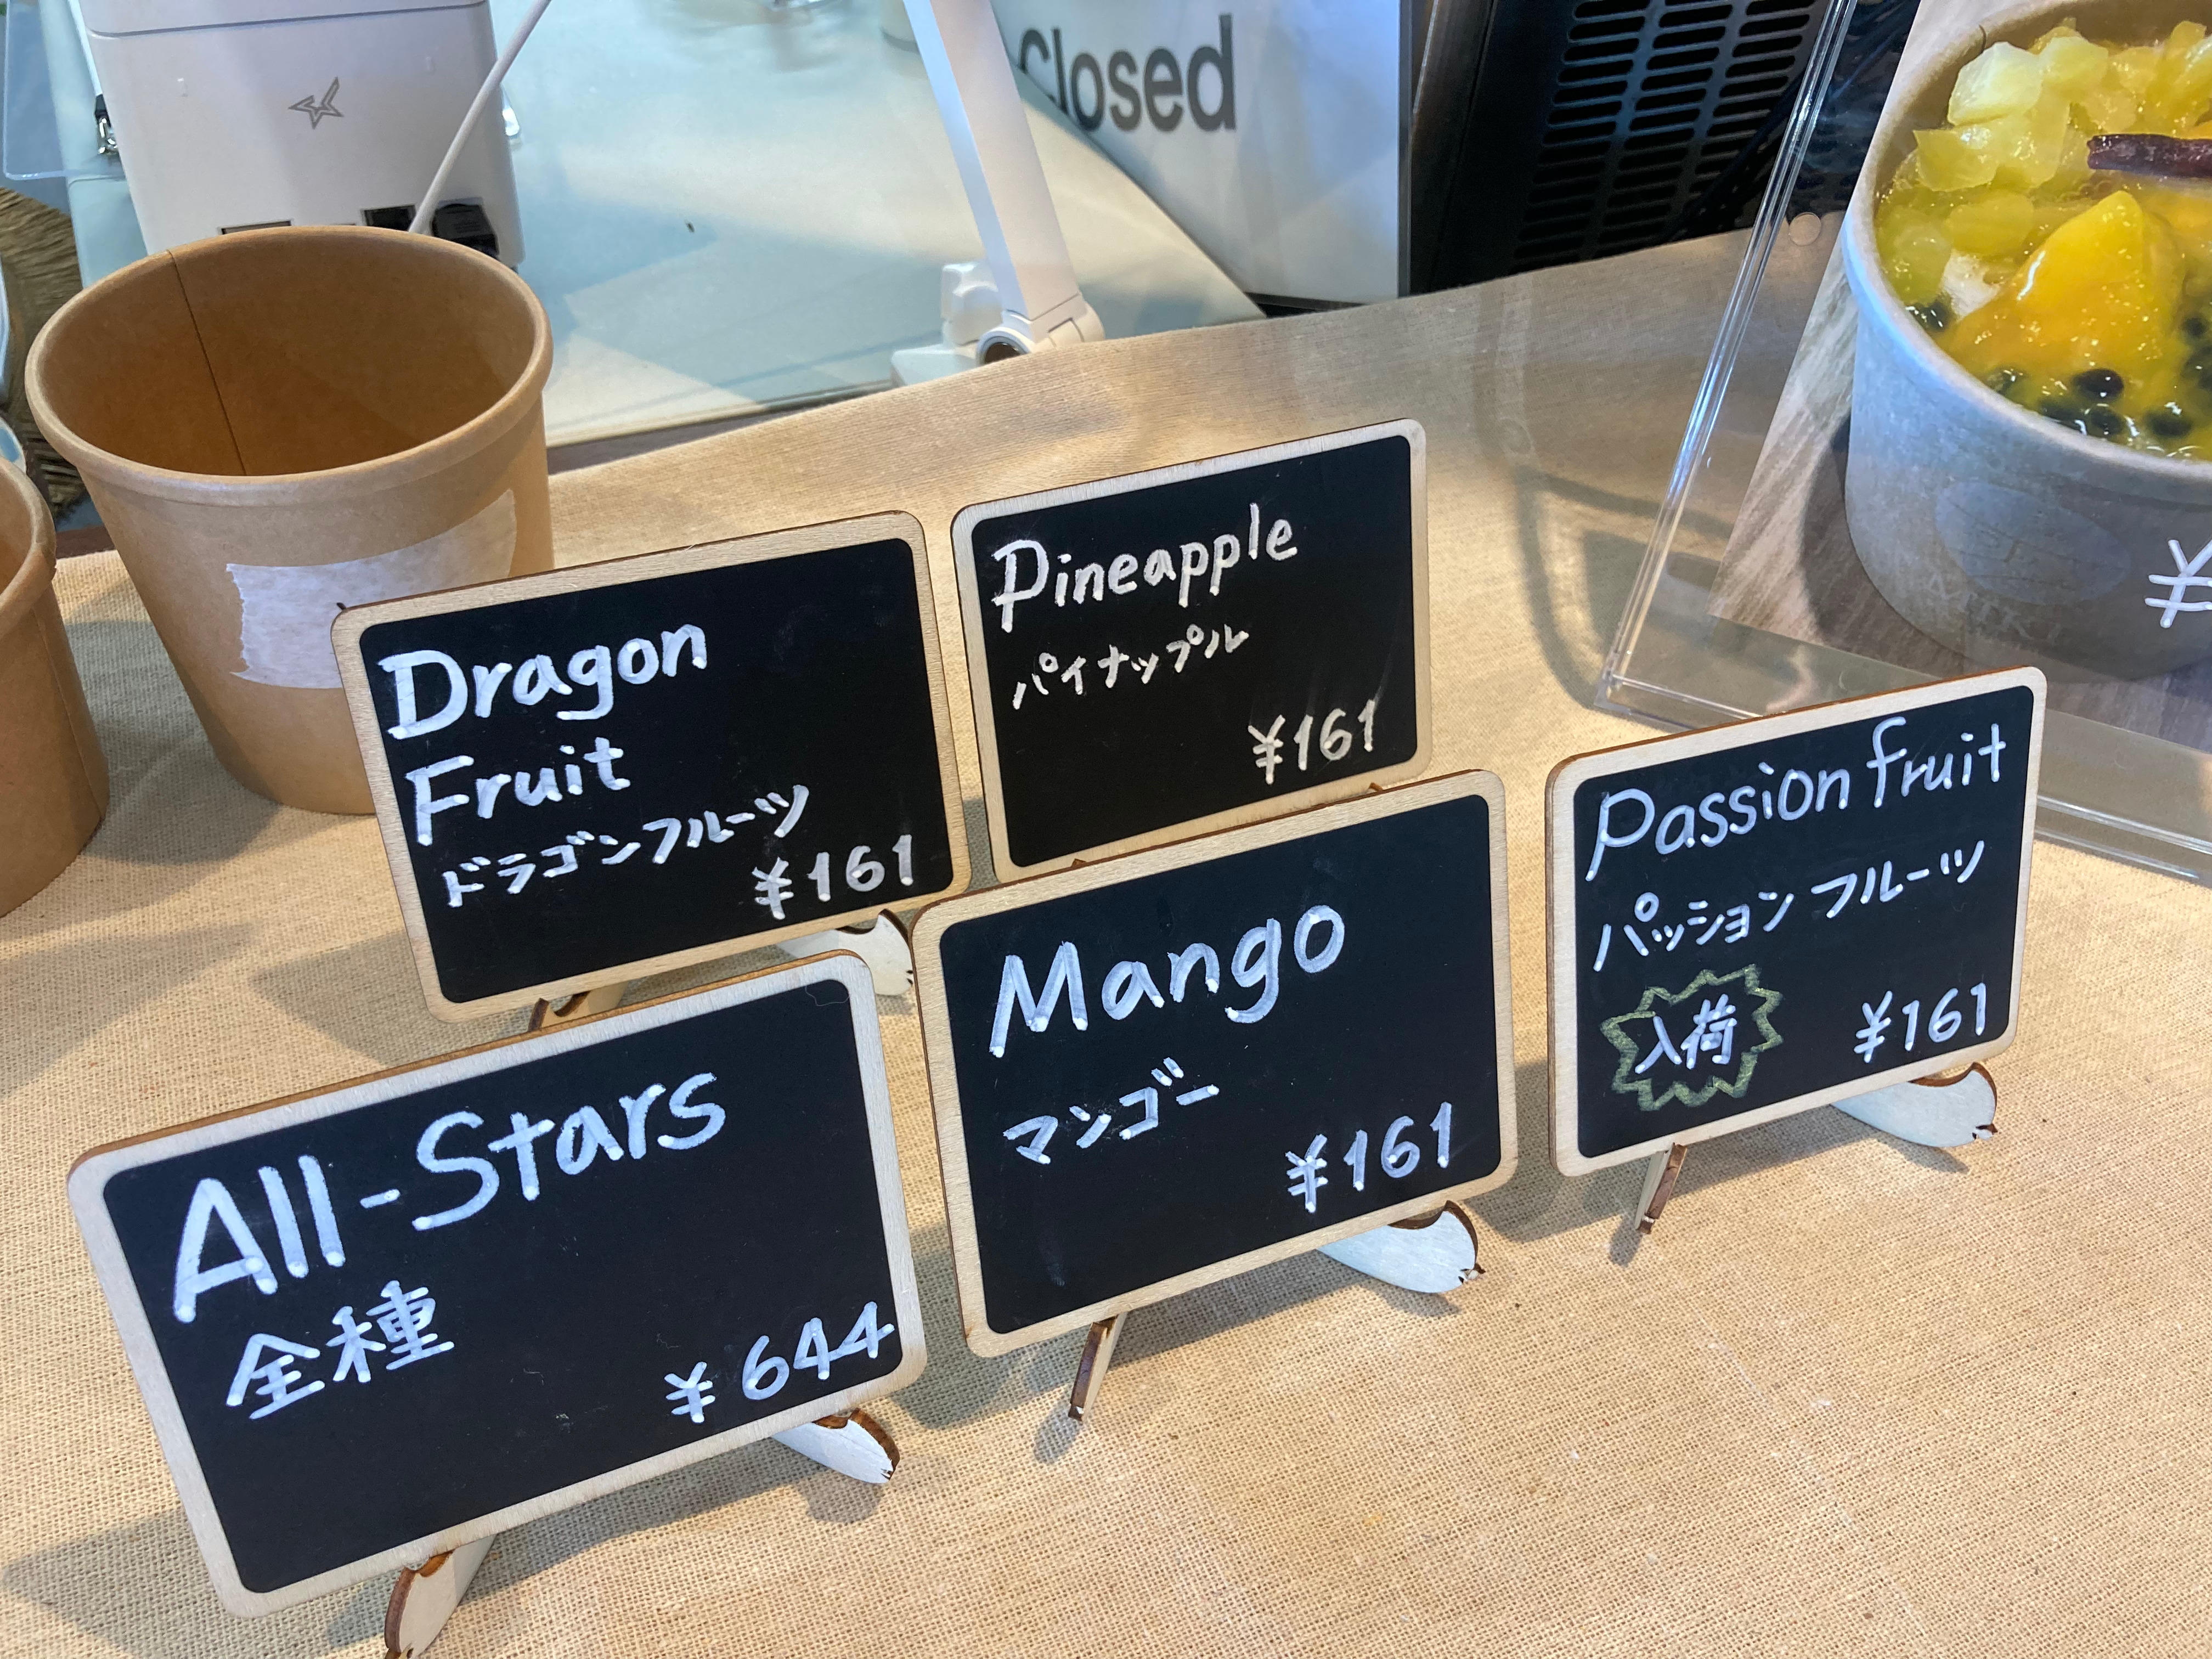 Closed
Dragon
Fruit
ドラゴンフルーツ
¥161
Pineapple
パイナップル
¥161
Passion fruit
パッションフルーツ
入荷
¥161
All-Stars
全種
¥644
Mango
マンゴー
¥161
¥